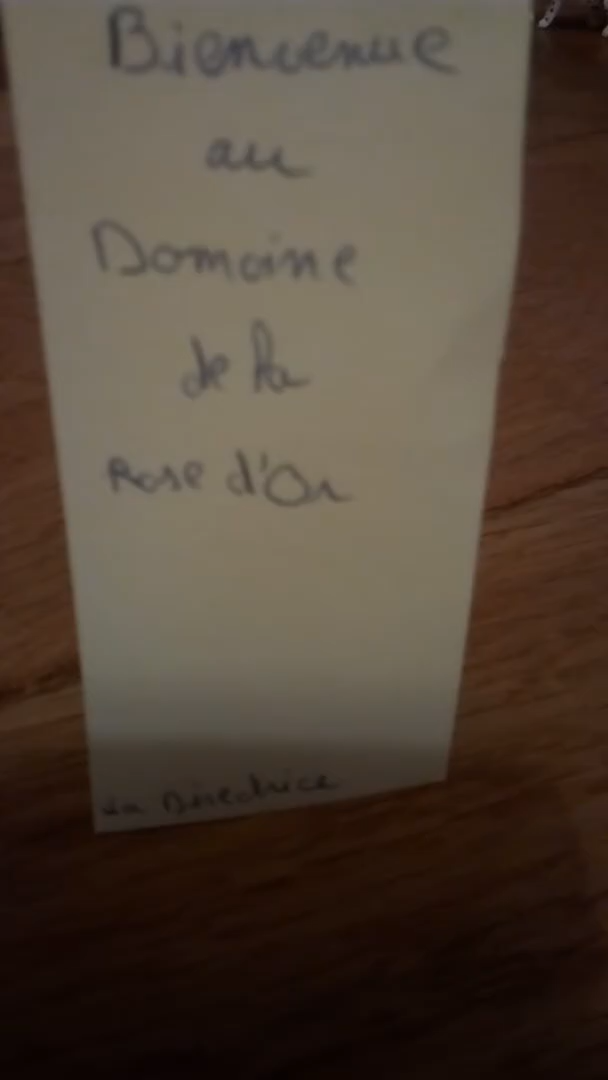 Bienvenue
au
Domaine
de la
Rose d'Or
La Directrice